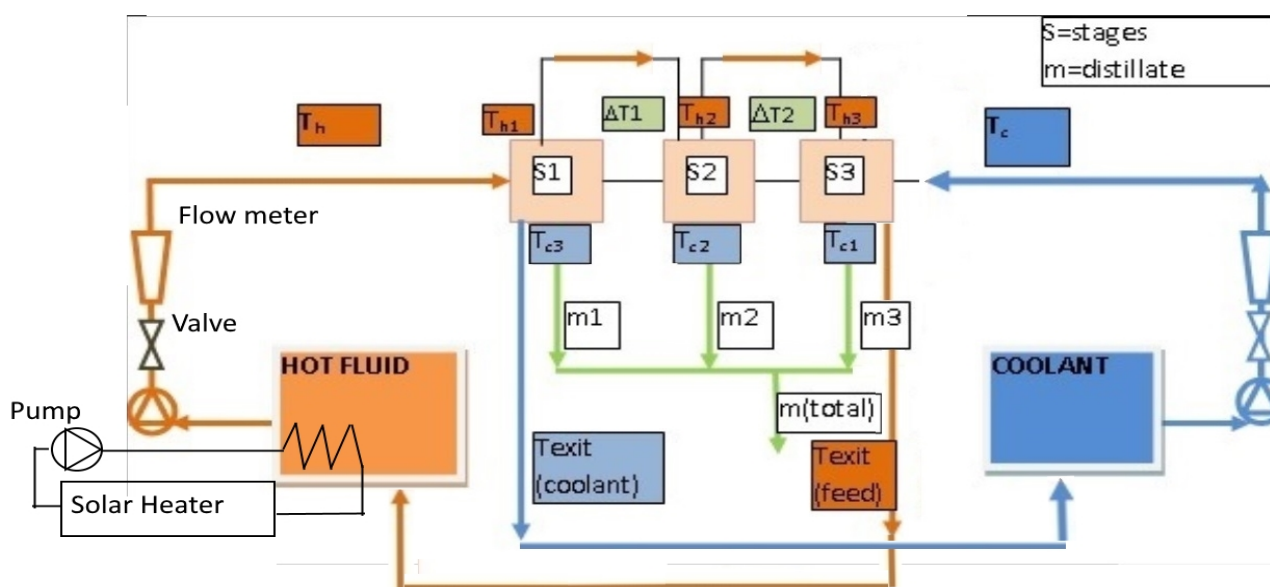 S=stages
m=distillate
Th
Th1
ΔT1
Th2
ΔT2
Th3
Tc
S1
S2
S3
Flow meter
Tc3
Tc2
Tc1
m1
m2
m3
Valve
HOT FLUID
COOLANT
Pump
m(total)
Texit
(coolant)
Texit
(feed)
Solar Heater